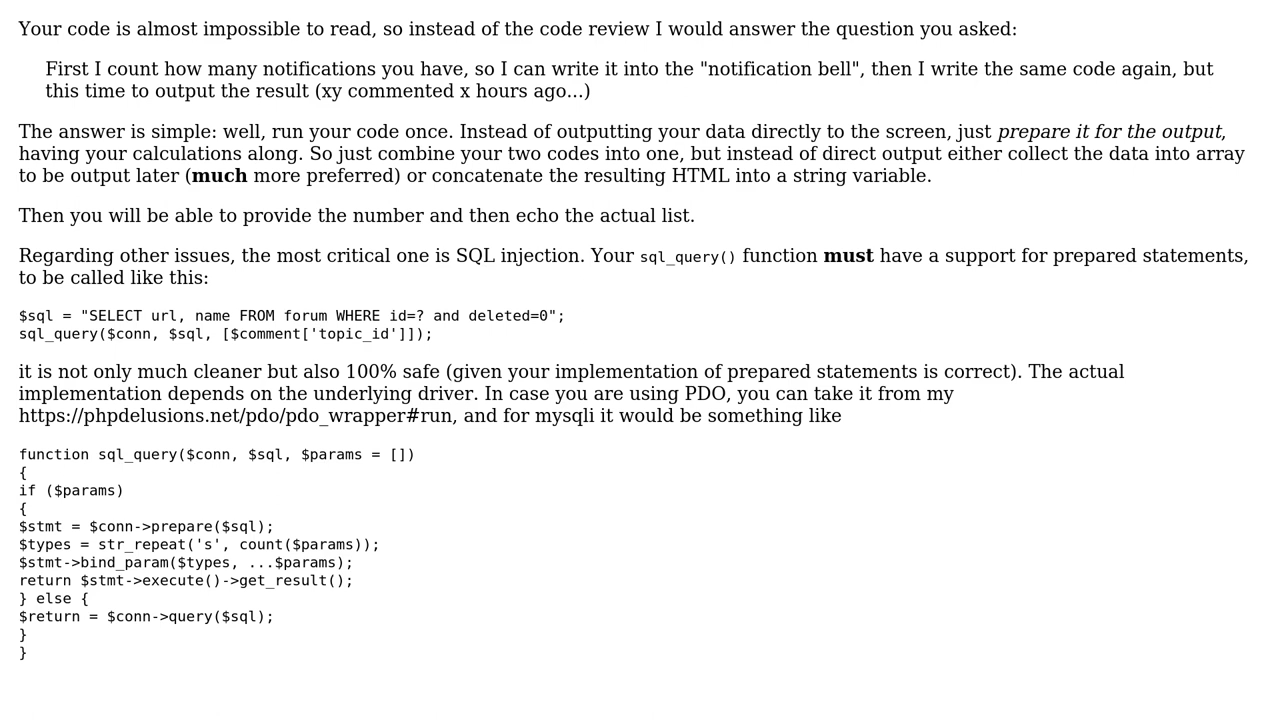 Your code is almost impossible to read, so instead of the code review I would answer the question you asked:
First I count how many notifications you have, so I can write it into the "notification bell", then I write the same code again, but
this time to output the result (xy commented x hours ago...)
The answer is simple: well, run your code once. Instead of outputting your data directly to the screen, just prepare it for the output,
having your calculations along. So just combine your two codes into one, but instead of direct output either collect the data into array
to be output later (much more preferred) or concatenate the resulting HTML into a string variable.
Then you will be able to provide the number and then echo the actual list.
Regarding other issues, the most critical one is SQL injection. Your sql_query() function must have a support for prepared statements,
to be called like this:
$sql = "SELECT url, name FROM forum WHERE id=? and deleted=0";
sql_query($conn, $sql, [$comment['topic_id']]);
it is not only much cleaner but also 100% safe (given your implementation of prepared statements is correct). The actual
implementation depends on the underlying driver. In case you are using PDO, you can take it from my
https://phpdelusions.net/pdo/pdo_wrapper#run, and for mysqli it would be something like
function sql_query($conn, $sql, $params = [])
{
if ($params)
{
$stmt = $conn->prepare($sql);
$types = str_repeat('s', count($params));
$stmt->bind_param($types, ...$params);
return $stmt->execute()->get_result();
} else {
$return = $conn->query($sql);
}
}